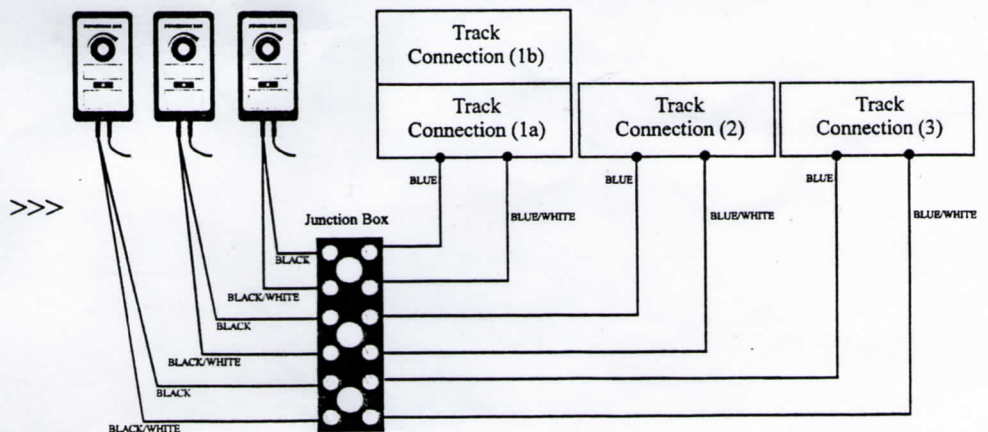 Track
Connection (1b)
Track
Connection (1a)
Track
Connection (2)
Track
Connection (3)
BLUE
BLUE/WHITE
BLUE
BLUE/WHITE
BLUE
BLUE/WHITE
>>>
Junction Box
BLACK
BLACK/WHITE
BLACK
BLACK/WHITE
BLACK
BLACK/WHITE